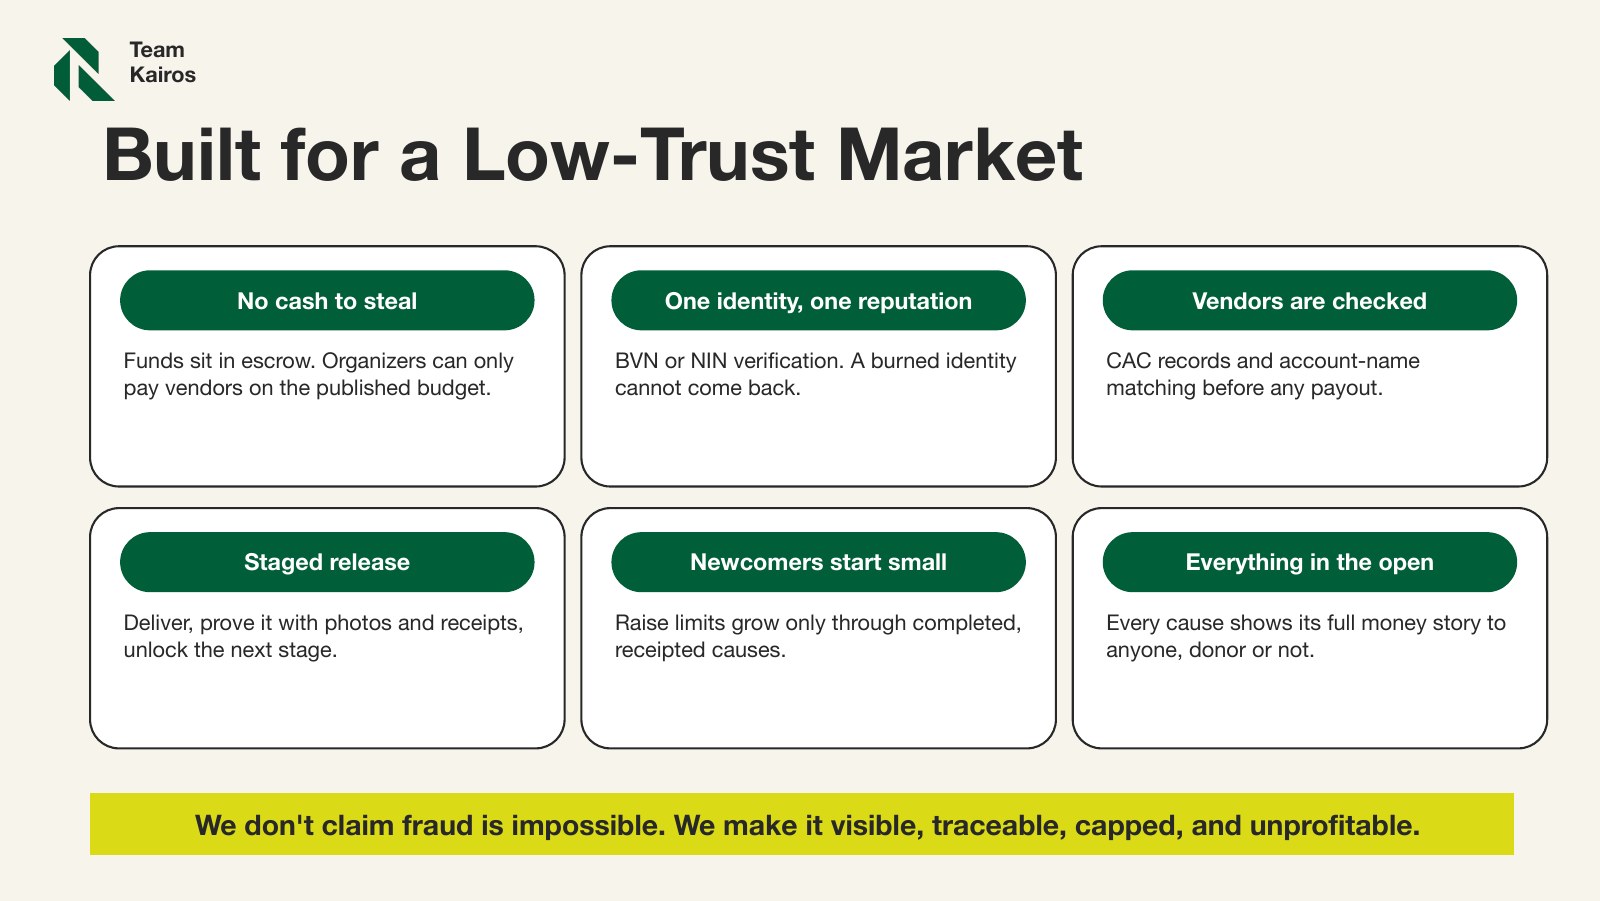 Team
Kairos
Built for a Low-Trust Market
No cash to steal
Funds sit in escrow. Organizers can only
pay vendors on the published budget.
One identity, one reputation
BVN or NIN verification. A burned identity
cannot come back.
Vendors are checked
CAC records and account-name
matching before any payout.
Staged release
Deliver, prove it with photos and receipts,
unlock the next stage.
Newcomers start small
Raise limits grow only through completed,
receipted causes.
Everything in the open
Every cause shows its full money story to
anyone, donor or not.
We don't claim fraud is impossible. We make it visible, traceable, capped, and unprofitable.